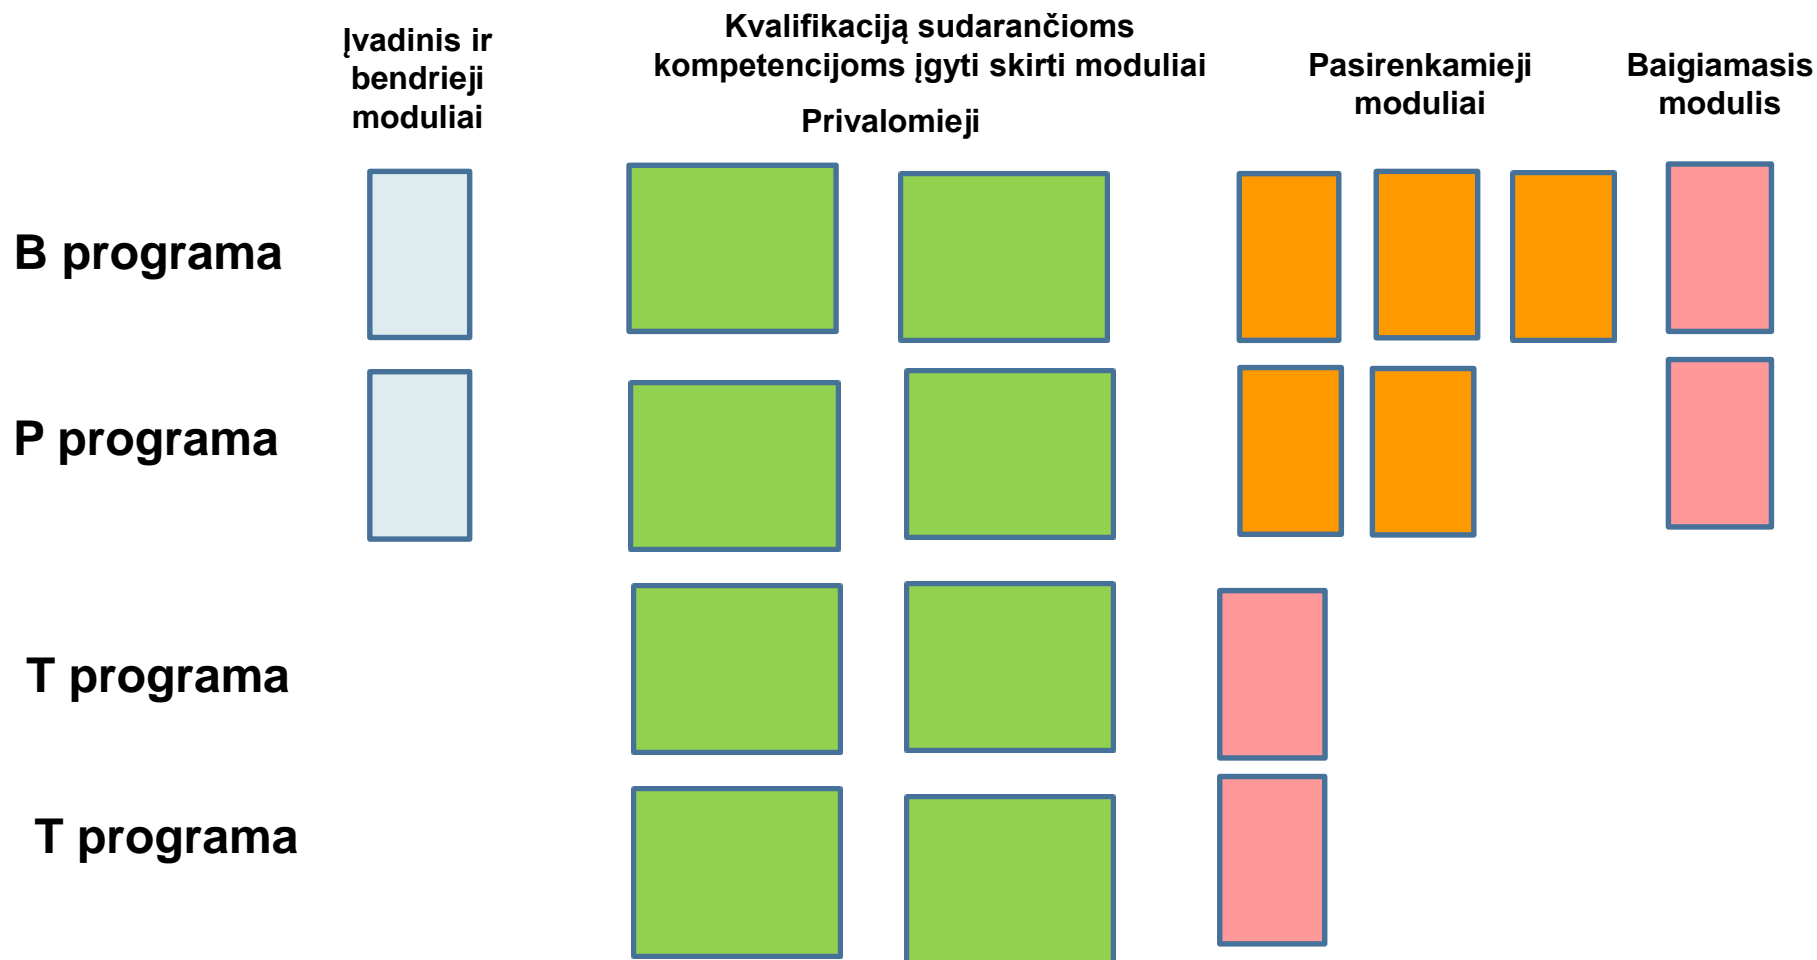 Įvadinis ir
bendrieji
moduliai
Kvalifikaciją sudarančioms
kompetencijoms įgyti skirti moduliai
Privalomieji
Pasirenkamieji
moduliai
Baigiamasis
modulis
B programa
P programa
T programa
T programa